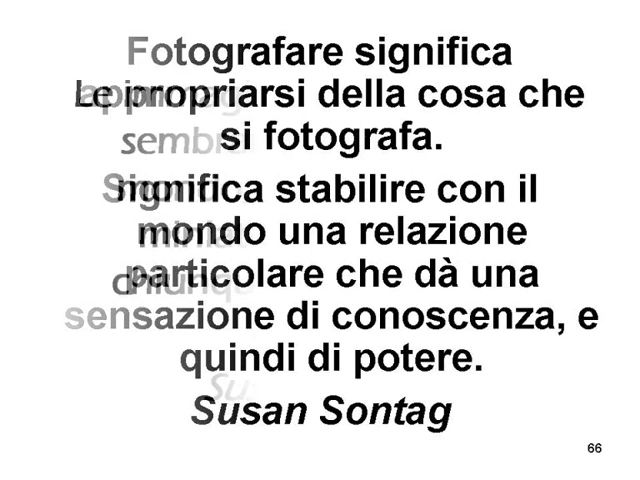 Fotografare significa
appropriarsi della cosa che
si fotografa.
Significa stabilire con il
mondo una relazione
particolare che dà una
sensazione di conoscenza, e
quindi di potere.
Susan Sontag
66